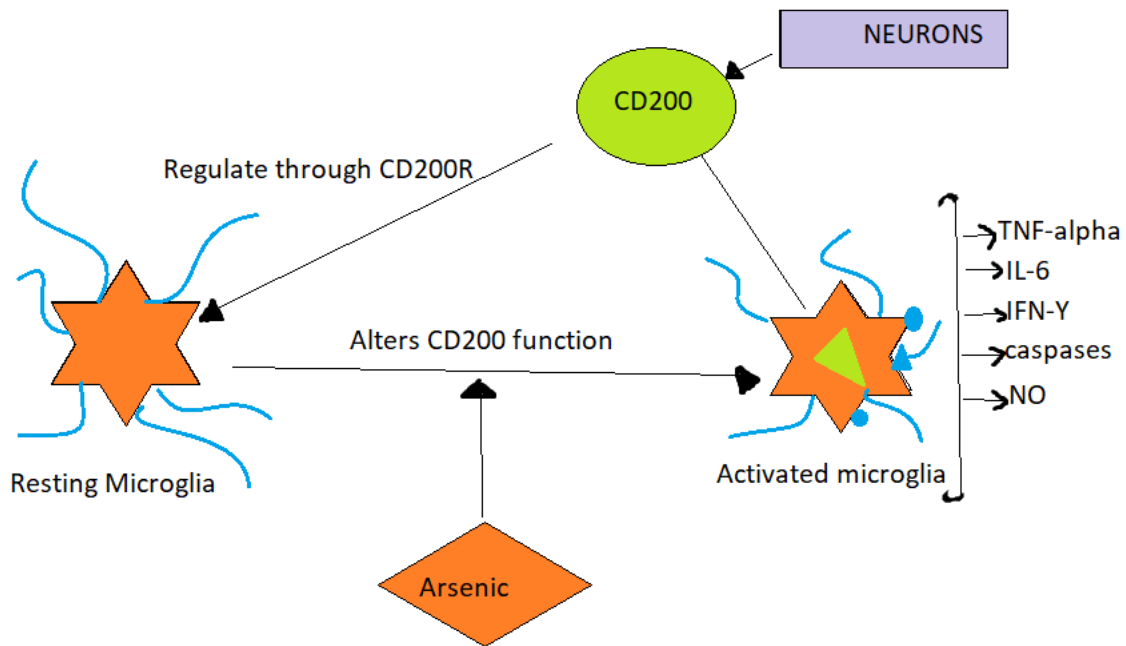 NEURONS
CD200
Regulate through CD200R
TNF-alpha
IL-6
IFN-Y
Alters CD200 function
caspases
NO
Resting Microglia
Activated microglia
Arsenic